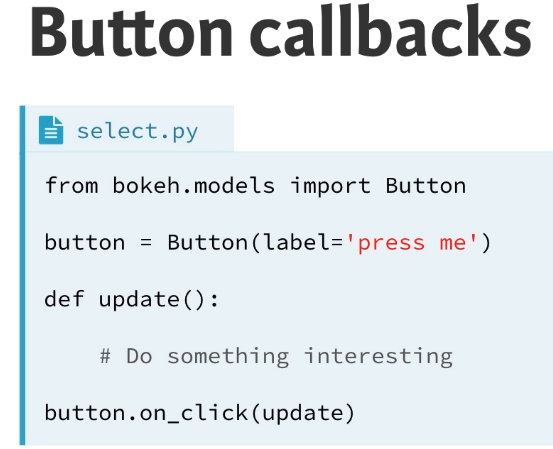 Button callbacks
select.py
from bokeh.models import Button
button = Button(label='press me')
def update():
    # Do something interesting
button.on_click(update)